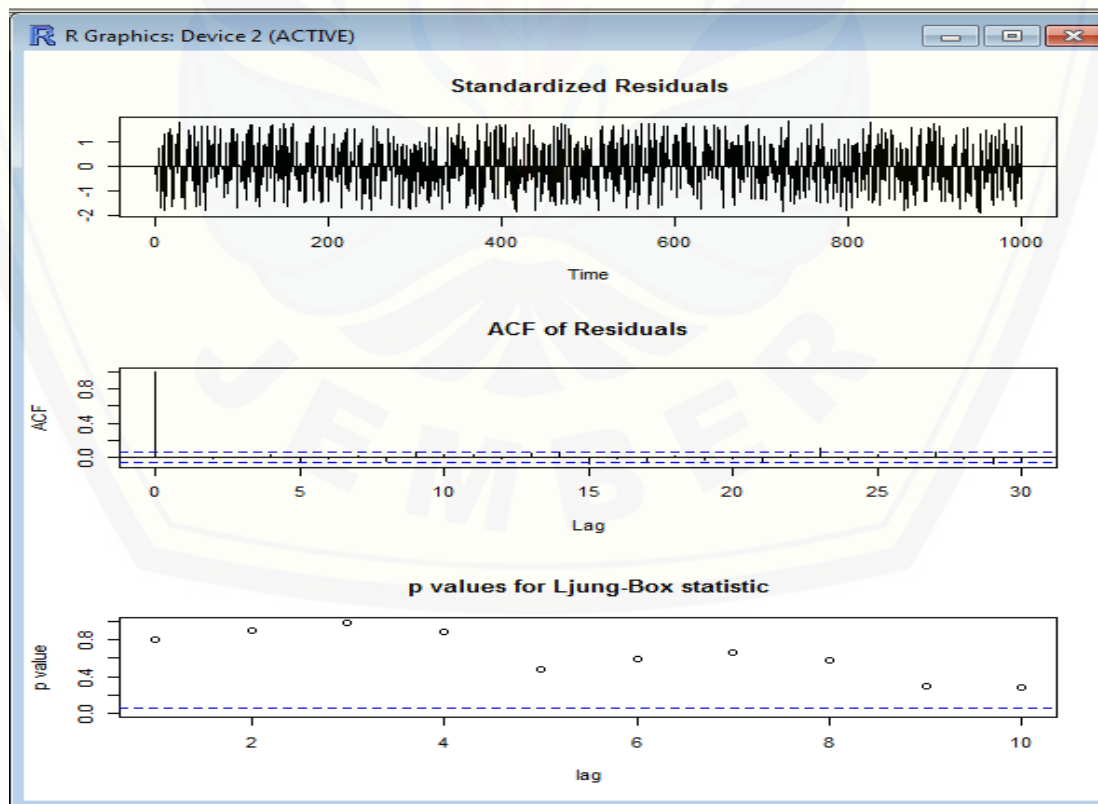 R Graphics: Device 2 (ACTIVE)
Standardized Residuals
1
0
-1
-2
0 200 400 600 800 1000
Time
ACF of Residuals
ACF
0.8
0.4
0.0
0 5 10 15 20 25 30
Lag
JEMBER
p values for Ljung-Box statistic
p value
0.8
0.4
0.0
2 4 6 8 10
lag